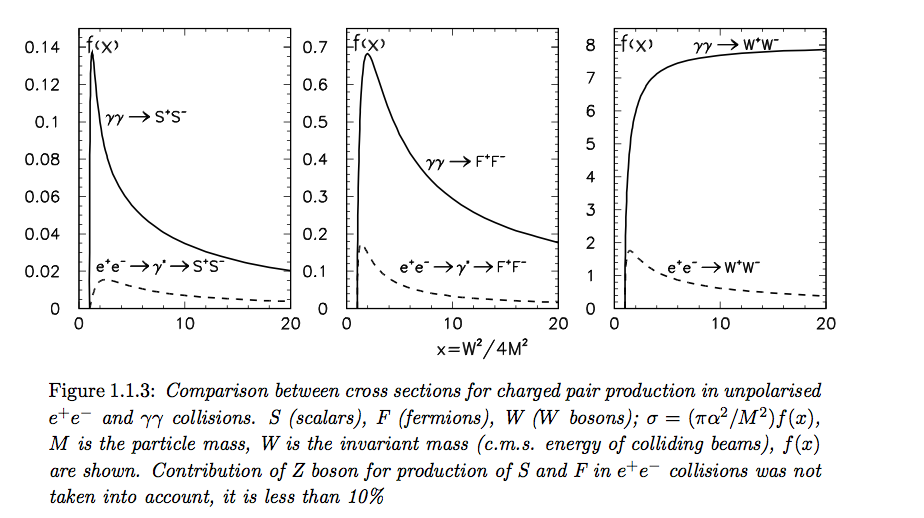 f(x)
0.14
0.12
0.1
0.08
0.06
0.04
0.02
0
γγ → S⁺S⁻
e⁺e⁻ → γ* → S⁺S⁻
0 10 20
f(x)
0.7
0.6
0.5
0.4
0.3
0.2
0.1
0
γγ → F⁺F⁻
e⁺e⁻ → γ* → F⁺F⁻
0 10 20
f(x)
8
7
6
5
4
3
2
1
0
γγ → W⁺W⁻
e⁺e⁻ → W⁺W⁻
0 10 20
x=W²/4M²
Figure 1.1.3: Comparison between cross sections for charged pair production in unpolarised
e⁺e⁻ and γγ collisions. S (scalars), F (fermions), W (W bosons); σ = (πα²/M²)f(x),
M is the particle mass, W is the invariant mass (c.m.s. energy of colliding beams), f(x)
are shown. Contribution of Z boson for production of S and F in e⁺e⁻ collisions was not
taken into account, it is less than 10%